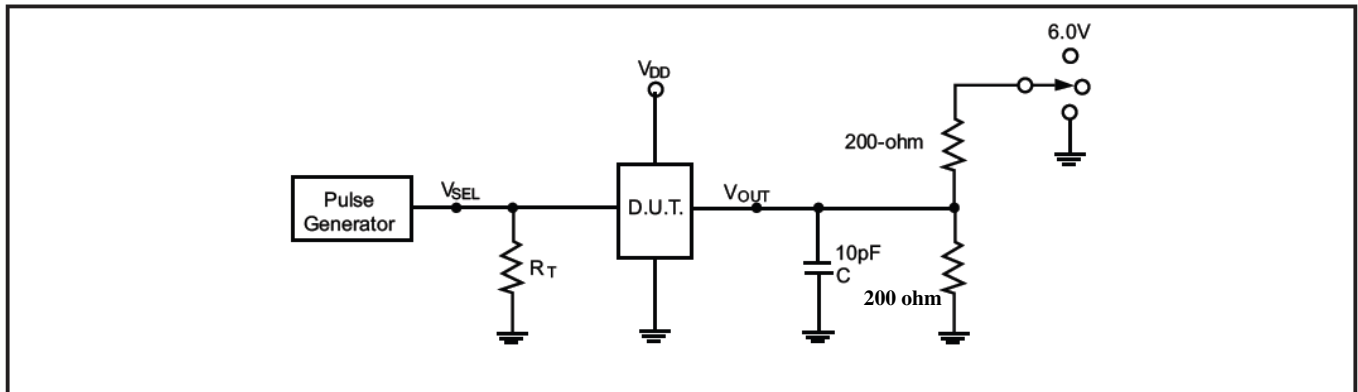 6.0V
VDD
200-ohm
Pulse
Generator
VSEL
D.U.T.
VOUT
RT
10pF
C
200 ohm